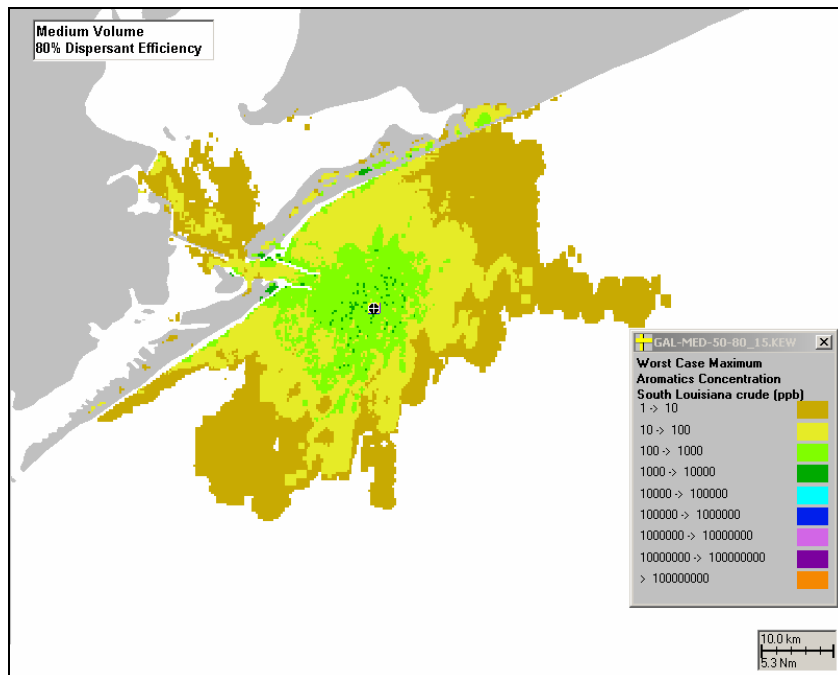 Medium Volume
80% Dispersant Efficiency
GAL-MED-50-80_15.KEW
Worst Case Maximum
Aromatics Concentration
South Louisiana crude (ppb)
1 -> 10
10 -> 100
100 -> 1000
1000 -> 10000
10000 -> 100000
100000 -> 1000000
1000000 -> 10000000
10000000 -> 100000000
> 100000000
10.0 km
5.3 Nm